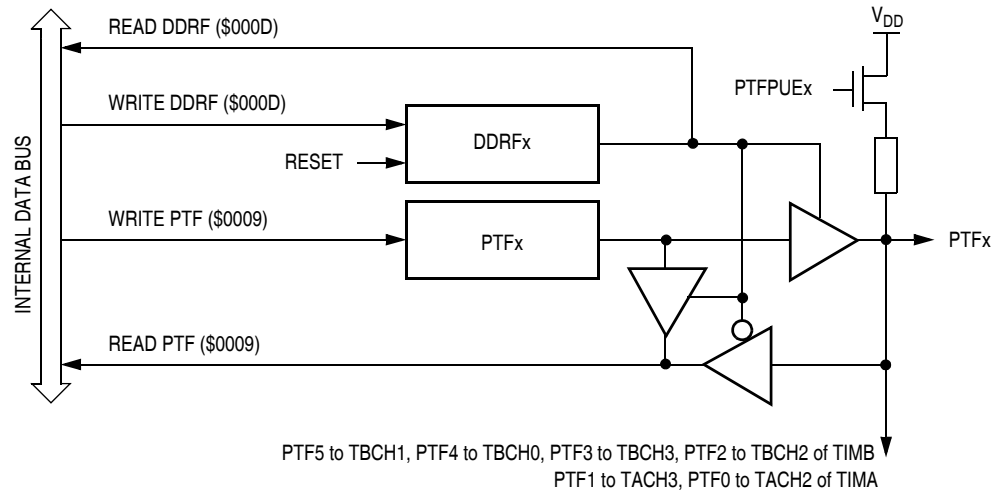 READ DDRF ($000D)
VDD
PTFPUEx
WRITE DDRF ($000D)
DDRFx
RESET
INTERNAL DATA BUS
WRITE PTF ($0009)
PTFx
PTFx
READ PTF ($0009)
PTF5 to TBCH1, PTF4 to TBCH0, PTF3 to TBCH3, PTF2 to TBCH2 of TIMB
PTF1 to TACH3, PTF0 to TACH2 of TIMA